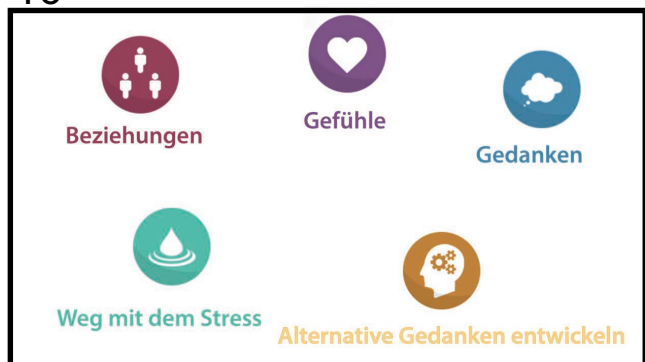 Beziehungen
Gefühle
Gedanken
Weg mit dem Stress
Alternative Gedanken entwickeln